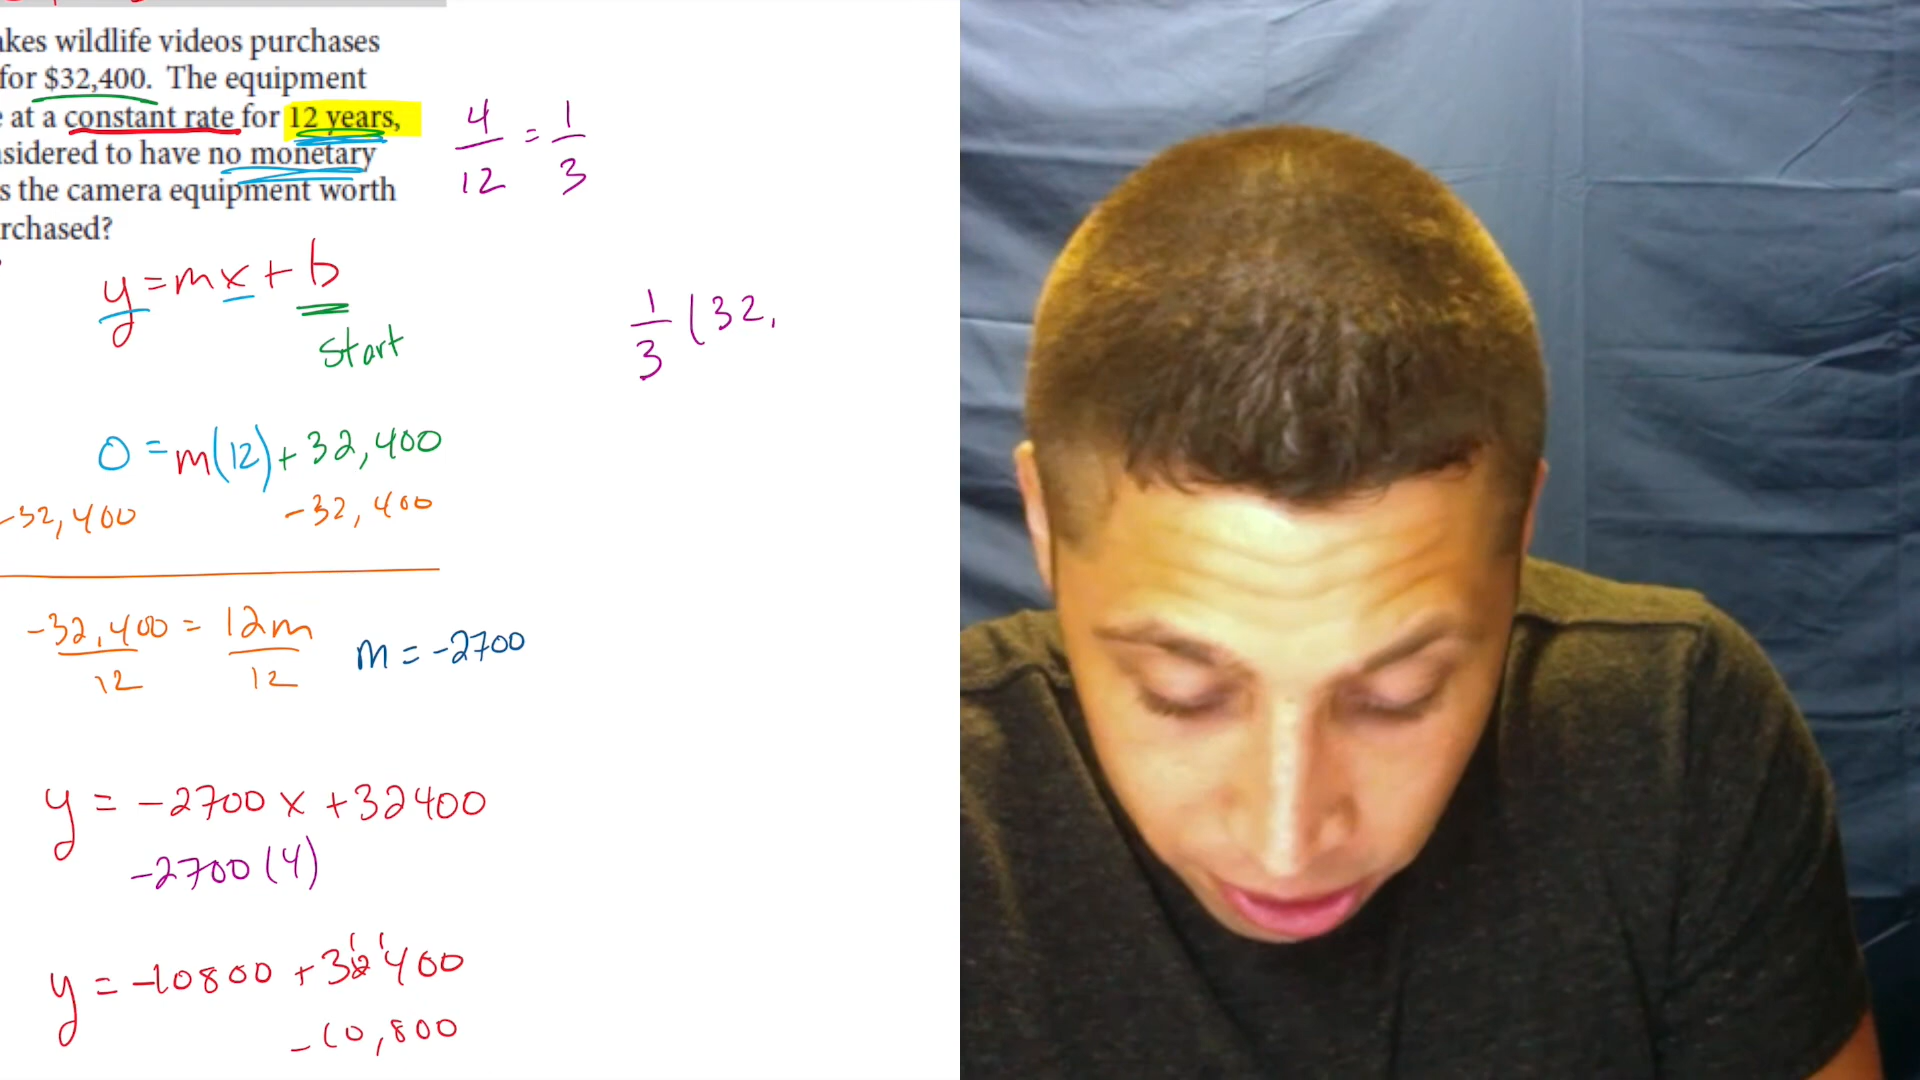 akes wildlife videos purchases
for $32,400. The equipment
e at a constant rate for 12 years,
nsidered to have no monetary
s the camera equipment worth
rchased?
4/12 = 1/3
y = mx + b
start
1/3 (32,
0 = m(12) + 32,400
-32,400 -32,400
-32,400/12 = 12m/12 m = -2700
y = -2700x + 32400
-2700(4)
y = -10800 + 32400
-10,800